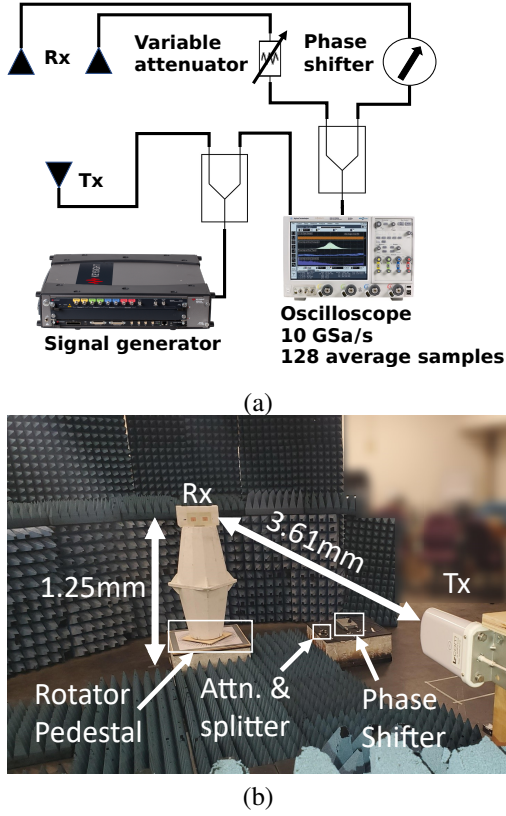 Rx
Variable
attenuator
Phase
shifter
Tx
Signal generator
Oscilloscope
10 GSa/s
128 average samples
(a)
Rx
3.61mm
1.25mm
Tx
Rotator
Pedestal
Attn. &
splitter
Phase
Shifter
(b)